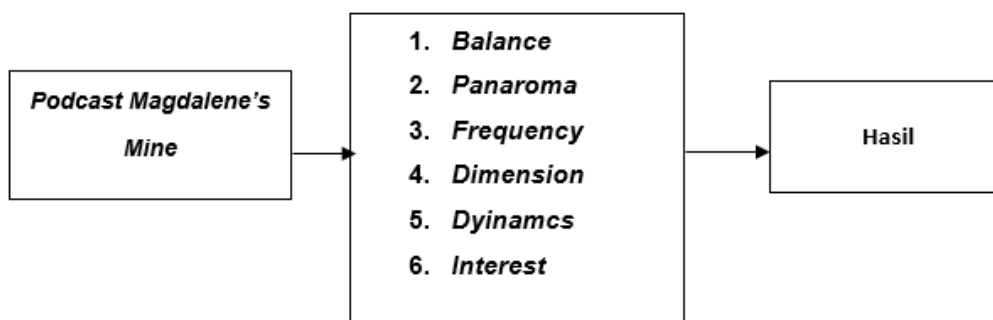 Podcast Magdalene's
Mine
1. Balance
2. Panaroma
3. Frequency
4. Dimension
5. Dyinamcs
6. Interest
Hasil